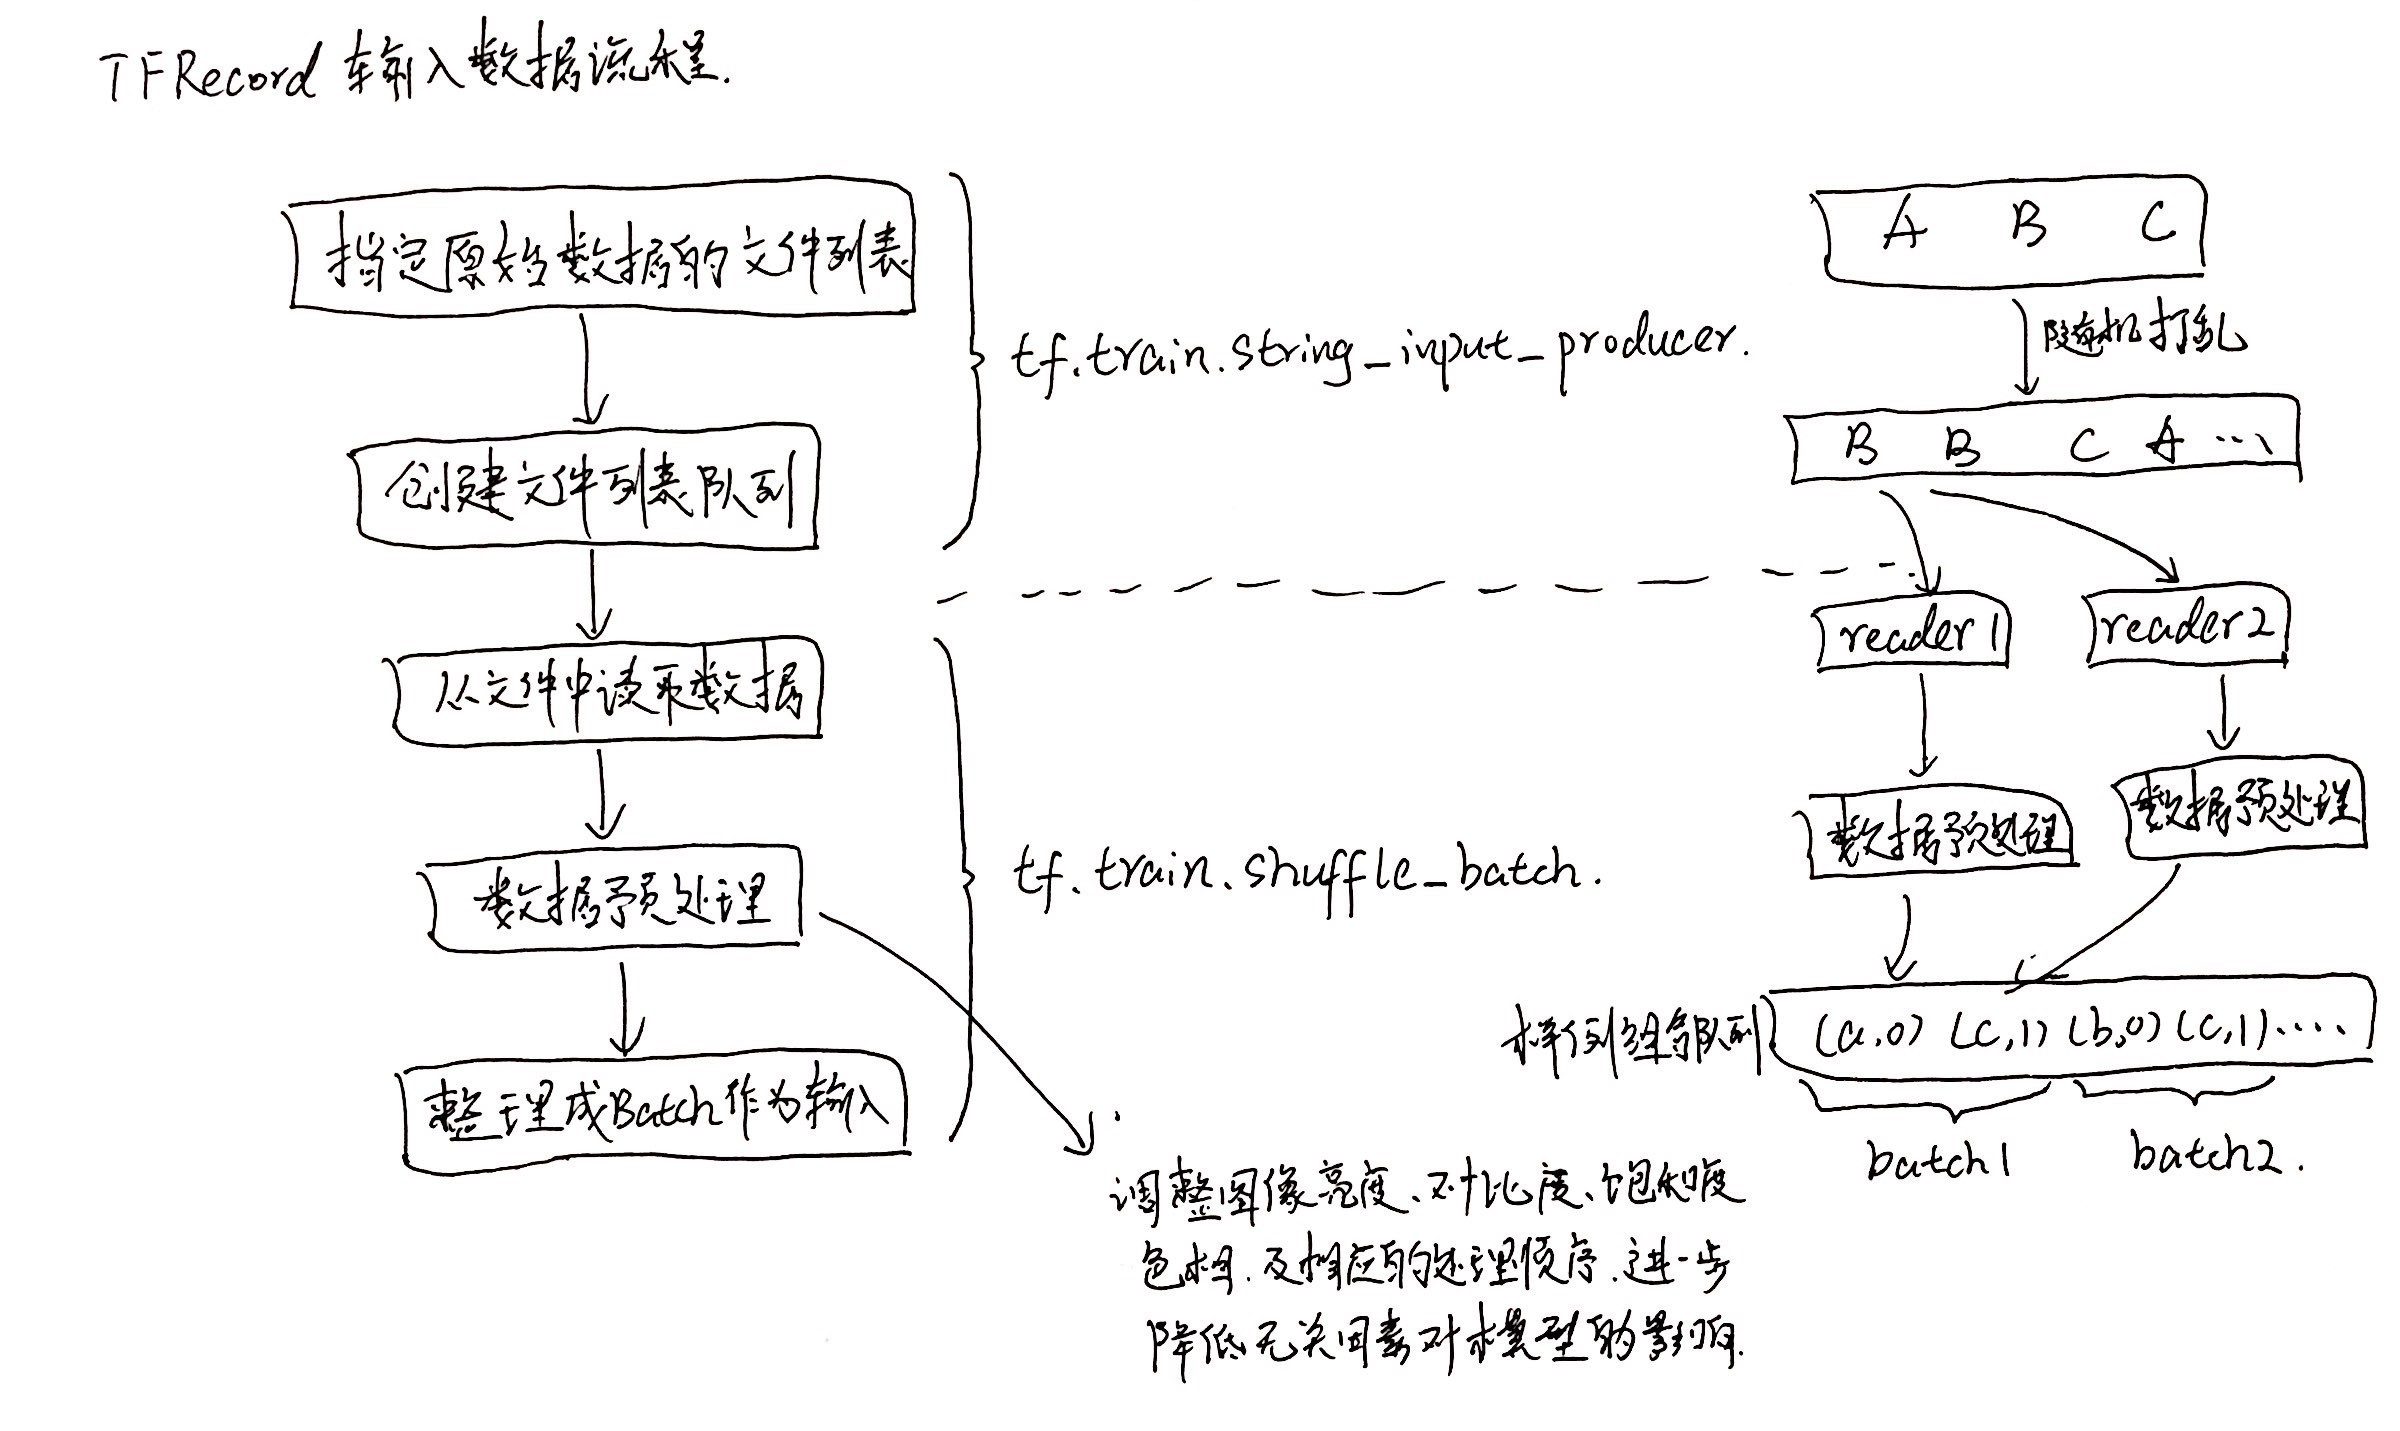 TFRecord 输入数据流程.
指定原始数据的文件列表
创建文件列表队列
tf.train.string_input_producer.
从文件中读取数据
数据预处理
整理成Batch作为输入
tf.train.shuffle_batch.
调整图像亮度、对比度、饱和度
色相.及相应的处理顺序.进一步
降低无关因素对模型的影响.
A B C
随机打乱
B B C A ...
reader1
reader2
数据预处理
数据预处理
样例组合队列
(a,0) (c,1) (b,0) (c,1)....
batch1
batch2.